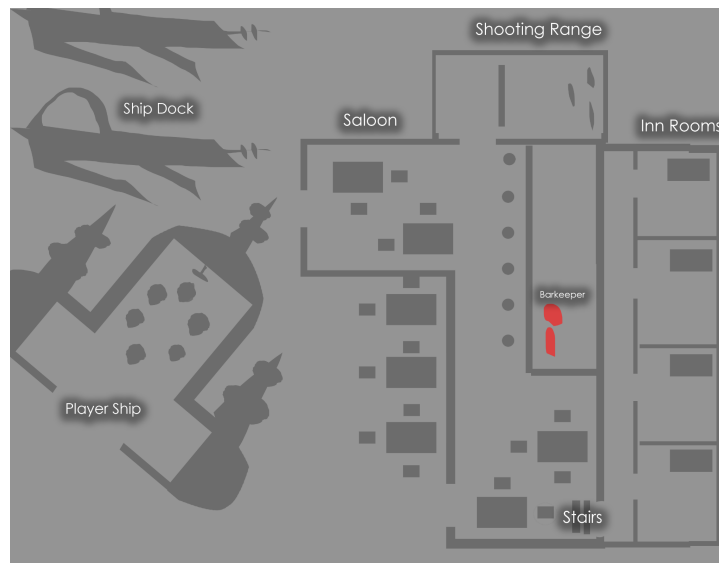 Shooting Range
Ship Dock
Saloon
Inn Rooms
Barkeeper
Player Ship
Stairs